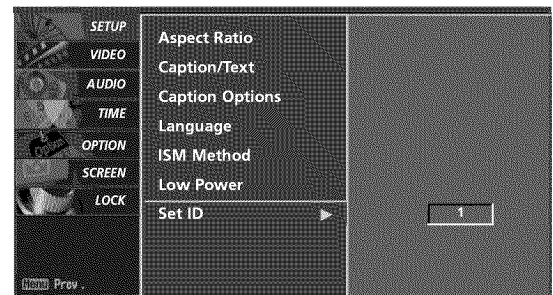 SETUP
VIDEO
AUDIO
TIME
OPTION
SCREEN
LOCK
Menu Prev.
Aspect Ratio
Caption/Text
Caption Options
Language
ISM Method
Low Power
Set ID ▶
1